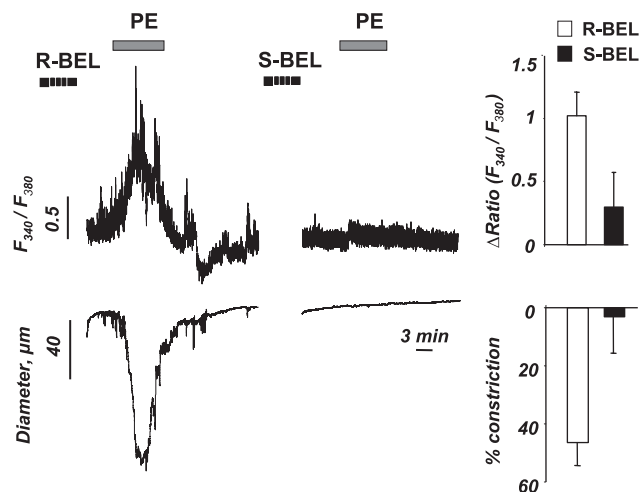 PE
R-BEL
PE
S-BEL
F340 / F380
0.5
Diameter, μm
40
3 min
R-BEL
S-BEL
ΔRatio (F340 / F380)
1.5
1
0.5
0
% constriction
0
20
40
60